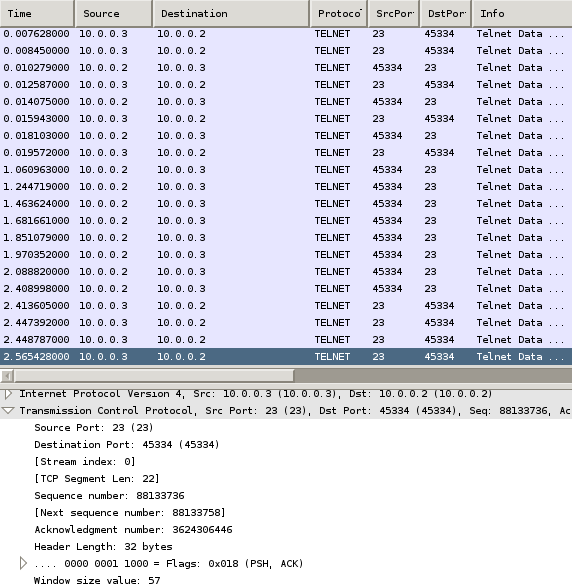 Time Source Destination Protoco SrcPor DstPor Info
0.007628000 10.0.0.3 10.0.0.2 TELNET 23 45334 Telnet Data ...
0.008450000 10.0.0.3 10.0.0.2 TELNET 23 45334 Telnet Data ...
0.010279000 10.0.0.2 10.0.0.3 TELNET 45334 23 Telnet Data ...
0.012587000 10.0.0.3 10.0.0.2 TELNET 23 45334 Telnet Data ...
0.014075000 10.0.0.2 10.0.0.3 TELNET 45334 23 Telnet Data ...
0.015943000 10.0.0.3 10.0.0.2 TELNET 23 45334 Telnet Data ...
0.018103000 10.0.0.2 10.0.0.3 TELNET 45334 23 Telnet Data ...
0.019572000 10.0.0.3 10.0.0.2 TELNET 23 45334 Telnet Data ...
1.060963000 10.0.0.2 10.0.0.3 TELNET 45334 23 Telnet Data ...
1.244719000 10.0.0.2 10.0.0.3 TELNET 45334 23 Telnet Data ...
1.463624000 10.0.0.2 10.0.0.3 TELNET 45334 23 Telnet Data ...
1.681661000 10.0.0.2 10.0.0.3 TELNET 45334 23 Telnet Data ...
1.851079000 10.0.0.2 10.0.0.3 TELNET 45334 23 Telnet Data ...
1.970352000 10.0.0.2 10.0.0.3 TELNET 45334 23 Telnet Data ...
2.088820000 10.0.0.2 10.0.0.3 TELNET 45334 23 Telnet Data ...
2.408998000 10.0.0.2 10.0.0.3 TELNET 45334 23 Telnet Data ...
2.413605000 10.0.0.3 10.0.0.2 TELNET 23 45334 Telnet Data ...
2.447392000 10.0.0.3 10.0.0.2 TELNET 23 45334 Telnet Data ...
2.448787000 10.0.0.3 10.0.0.2 TELNET 23 45334 Telnet Data ...
2.565428000 10.0.0.3 10.0.0.2 TELNET 23 45334 Telnet Data ...
Internet Protocol Version 4, Src: 10.0.0.3 (10.0.0.3), Dst: 10.0.0.2 (10.0.0.2)
Transmission Control Protocol, Src Port: 23 (23), Dst Port: 45334 (45334), Seq: 88133736, Ac
Source Port: 23 (23)
Destination Port: 45334 (45334)
[Stream index: 0]
[TCP Segment Len: 22]
Sequence number: 88133736
[Next sequence number: 88133758]
Acknowledgment number: 3624306446
Header Length: 32 bytes
.... 0000 0001 1000 = Flags: 0x018 (PSH, ACK)
Window size value: 57